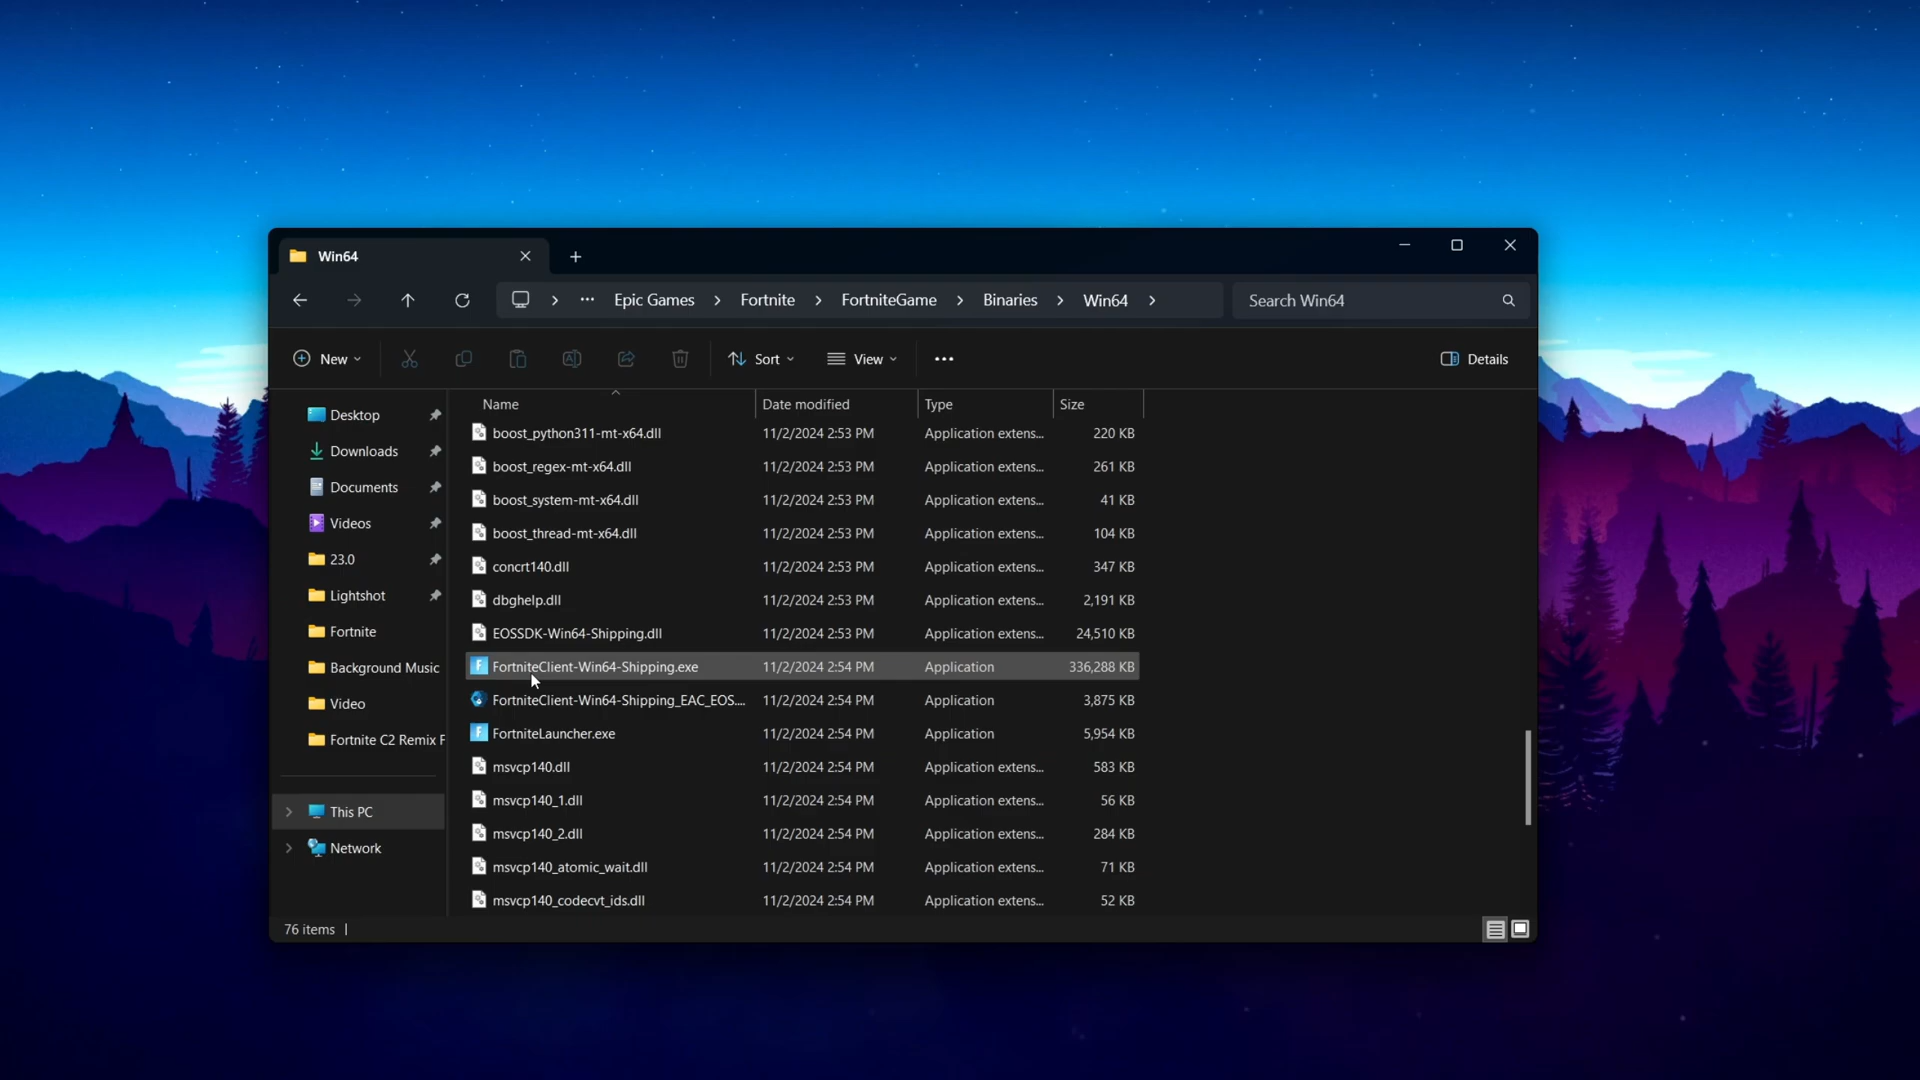 Win64
Epic Games
Fortnite
FortniteGame
Binaries
Win64
Search Win64
New
Sort
View
Details
Desktop
Downloads
Documents
Videos
23.0
Lightshot
Fortnite
Background Music
Video
Fortnite C2 Remix F
This PC
Network
Name Date modified Type Size
boost_python311-mt-x64.dll 11/2/2024 2:53 PM Application extens... 220 KB
boost_regex-mt-x64.dll 11/2/2024 2:53 PM Application extens... 261 KB
boost_system-mt-x64.dll 11/2/2024 2:53 PM Application extens... 41 KB
boost_thread-mt-x64.dll 11/2/2024 2:53 PM Application extens... 104 KB
concrt140.dll 11/2/2024 2:53 PM Application extens... 347 KB
dbghelp.dll 11/2/2024 2:53 PM Application extens... 2,191 KB
EOSSDK-Win64-Shipping.dll 11/2/2024 2:53 PM Application extens... 24,510 KB
FortniteClient-Win64-Shipping.exe 11/2/2024 2:54 PM Application 336,288 KB
FortniteClient-Win64-Shipping_EAC_EOS.... 11/2/2024 2:54 PM Application 3,875 KB
FortniteLauncher.exe 11/2/2024 2:54 PM Application 5,954 KB
msvcp140.dll 11/2/2024 2:54 PM Application extens... 583 KB
msvcp140_1.dll 11/2/2024 2:54 PM Application extens... 56 KB
msvcp140_2.dll 11/2/2024 2:54 PM Application extens... 284 KB
msvcp140_atomic_wait.dll 11/2/2024 2:54 PM Application extens... 71 KB
msvcp140_codecvt_ids.dll 11/2/2024 2:54 PM Application extens... 52 KB
76 items